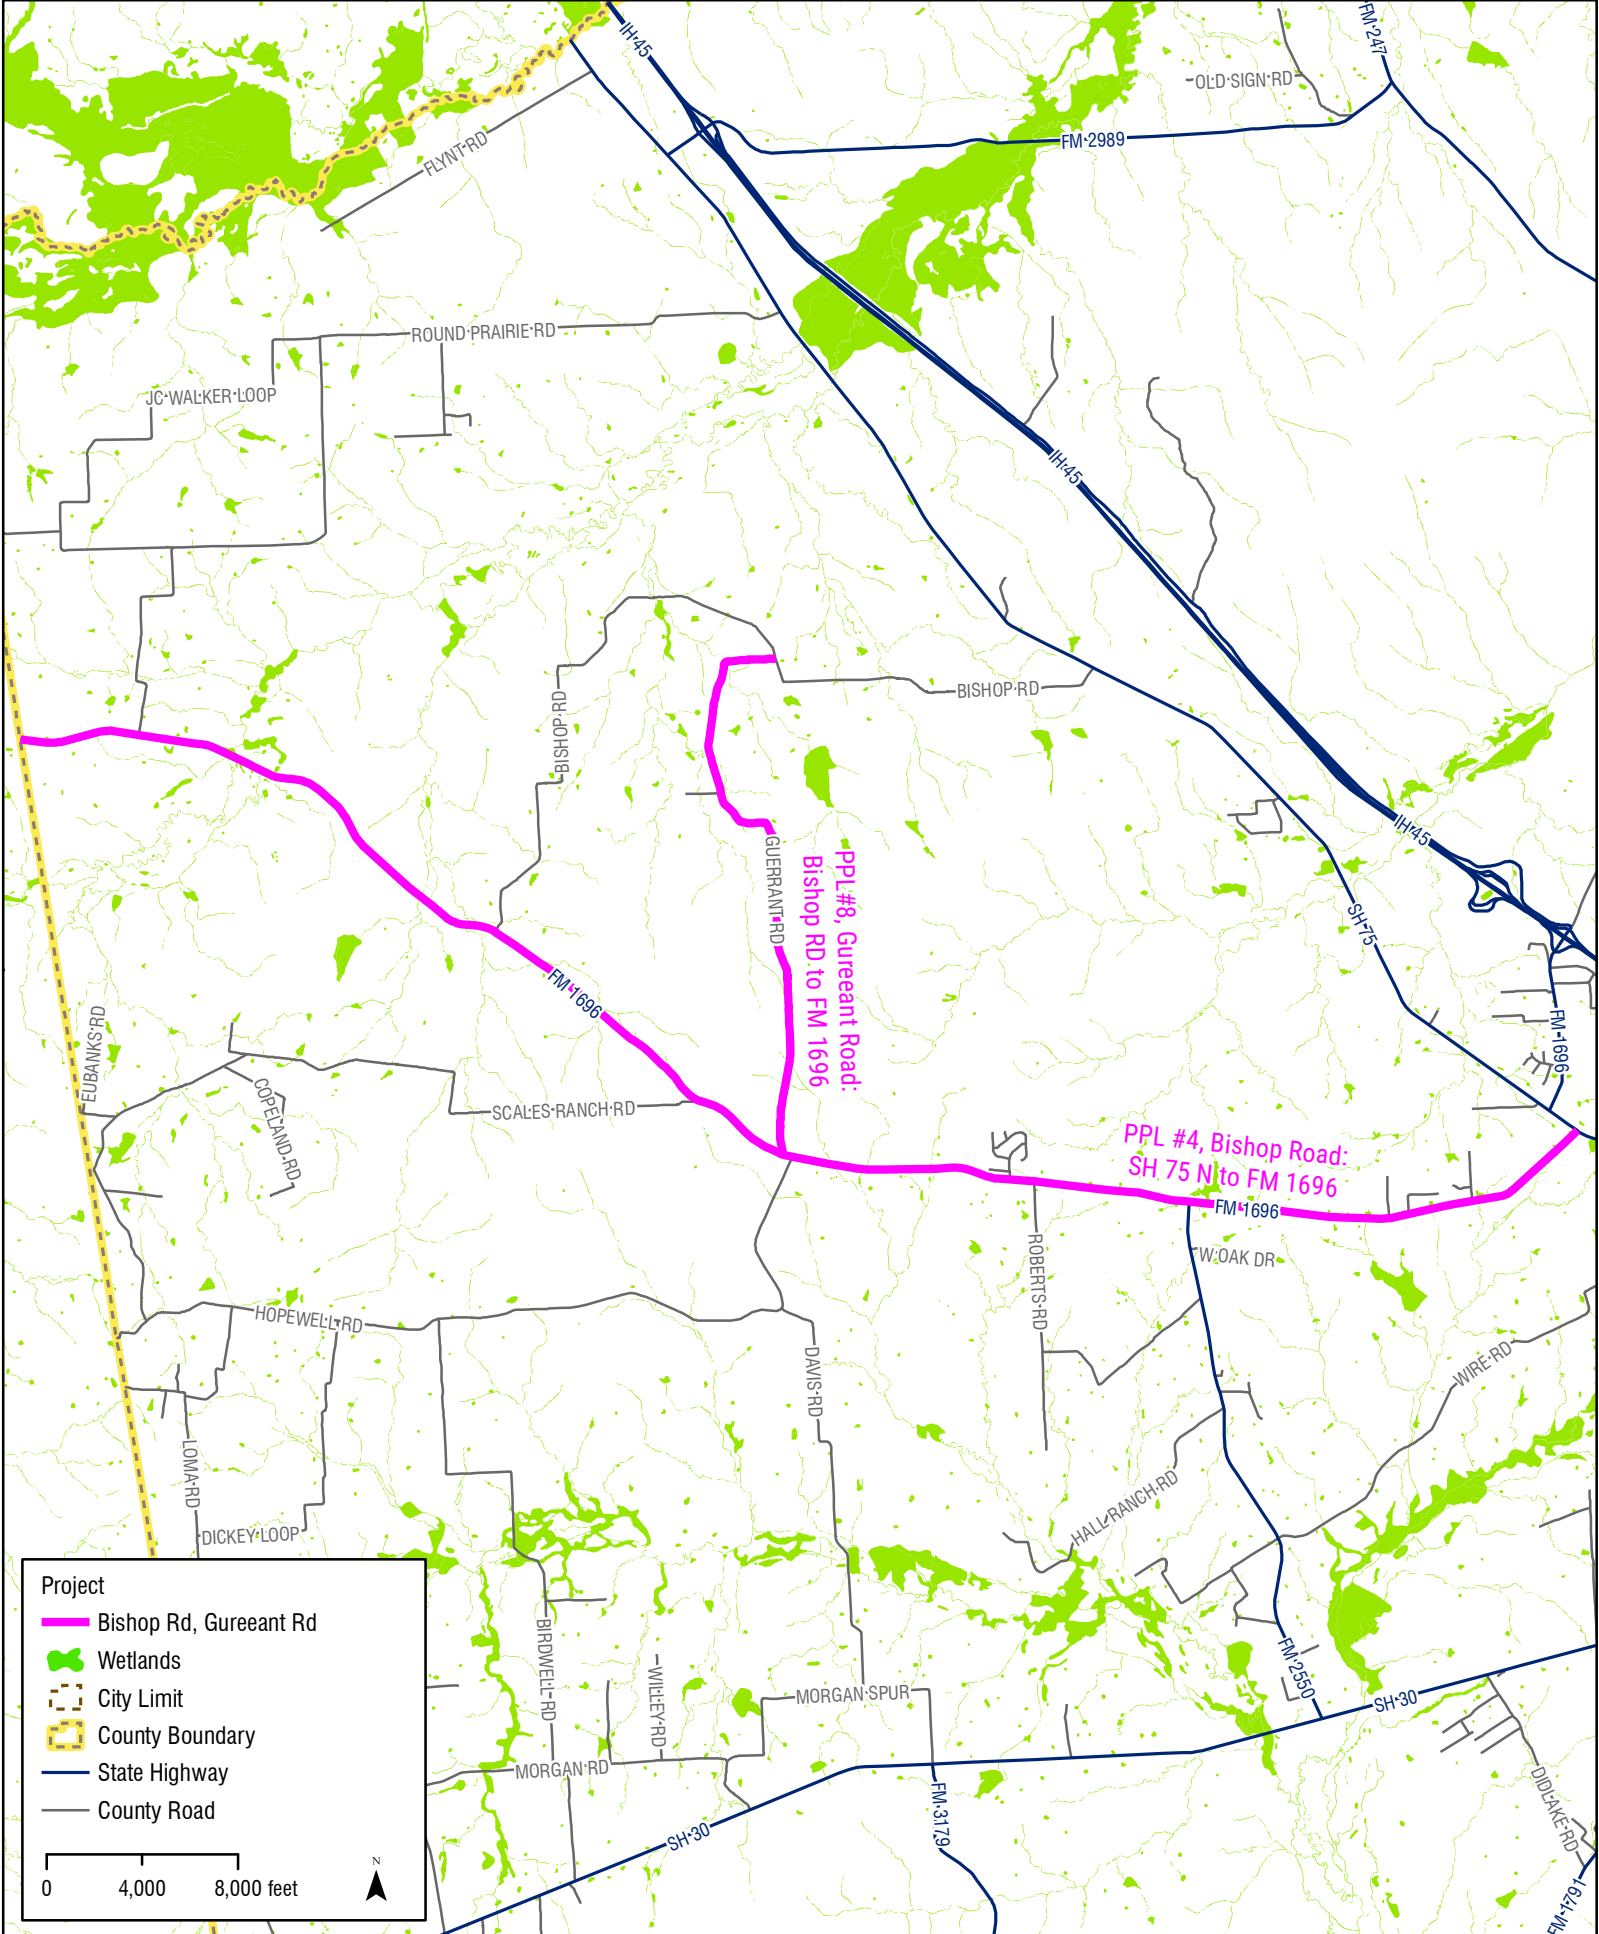 IH-45
FM-247
OLD SIGN RD
FM-2989
FLYNT RD
ROUND PRAIRIE RD
JC WALKER LOOP
IH-45
BISHOP RD
BISHOP RD
IH-45
GUERRANT RD
PPL#8, Gureeant Road:
Bishop RD to FM 1696
SH-75
FM-1696
FM-1696
EUBANKS RD
COPELAND RD
SCALES RANCH RD
PPL #4, Bishop Road:
SH 75 N to FM 1696
FM-1696
W OAK DR
ROBERTS RD
HOPEWELL RD
DAVIS RD
WIRE RD
LOMA RD
HALL RANCH RD
DICKEY LOOP
BIRDWELL RD
WILLEY RD
MORGAN SPUR
FM-2550
SH-30
MORGAN RD
SH-30
FM-3179
DIDLAKE RD
FM-1791
Project
Bishop Rd, Gureeant Rd
Wetlands
City Limit
County Boundary
State Highway
County Road
N
0 4,000 8,000 feet